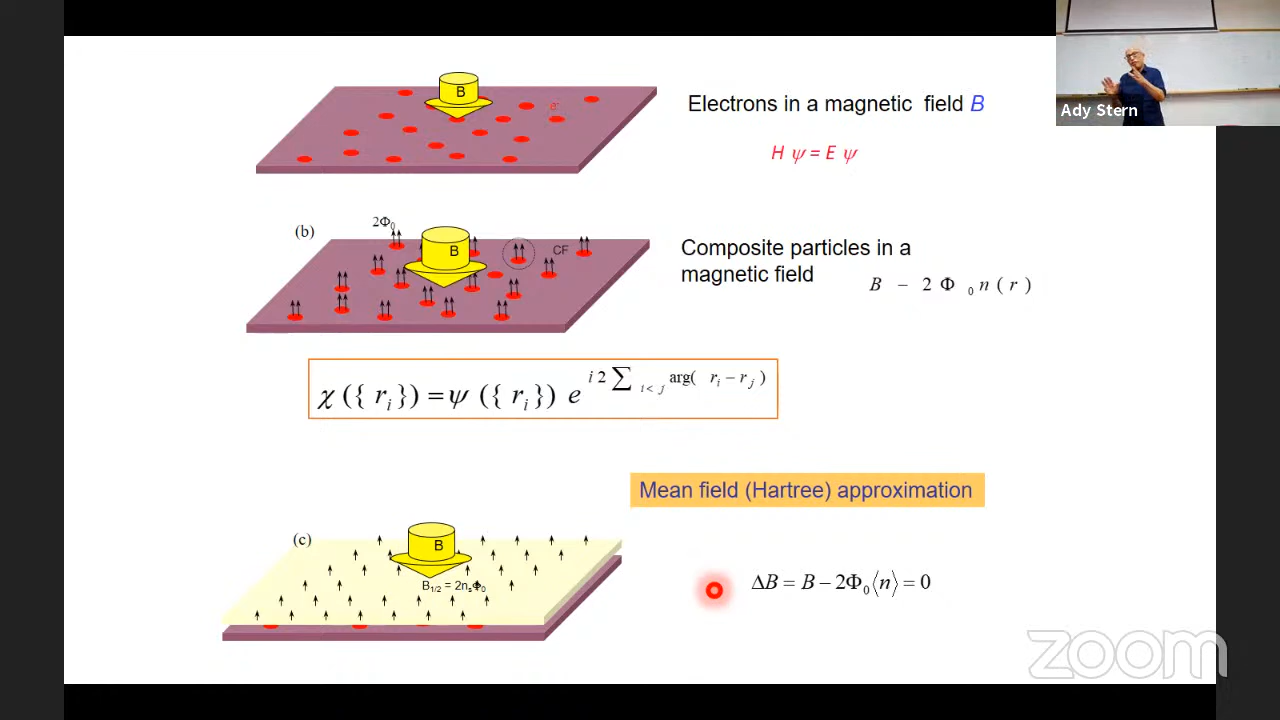 B
e-
Electrons in a magnetic field B
H ψ = E ψ
Ady Stern
(b)
2Φ₀
B
CF
Composite particles in a
magnetic field
B – 2 Φ ₀ n ( r )
χ ({ rᵢ}) = ψ ({ rᵢ}) e^{i 2 ∑_{i< j} arg( rᵢ – rⱼ )}
Mean field (Hartree) approximation
(c)
B
B₁/₂ = 2nₛΦ₀
ΔB = B – 2Φ₀⟨n⟩ = 0
zoom